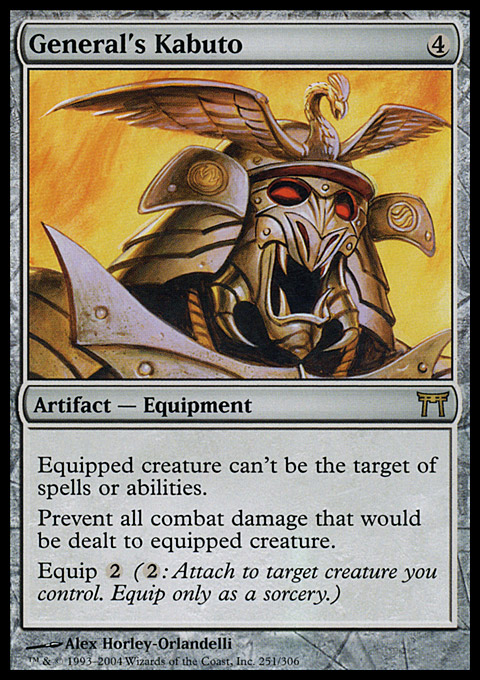 General's Kabuto 4
Artifact — Equipment
Equipped creature can't be the target of
spells or abilities.
Prevent all combat damage that would
be dealt to equipped creature.
Equip 2 (2: Attach to target creature you
control. Equip only as a sorcery.)
Alex Horley-Orlandelli
™ & © 1993–2004 Wizards of the Coast, Inc. 251/306